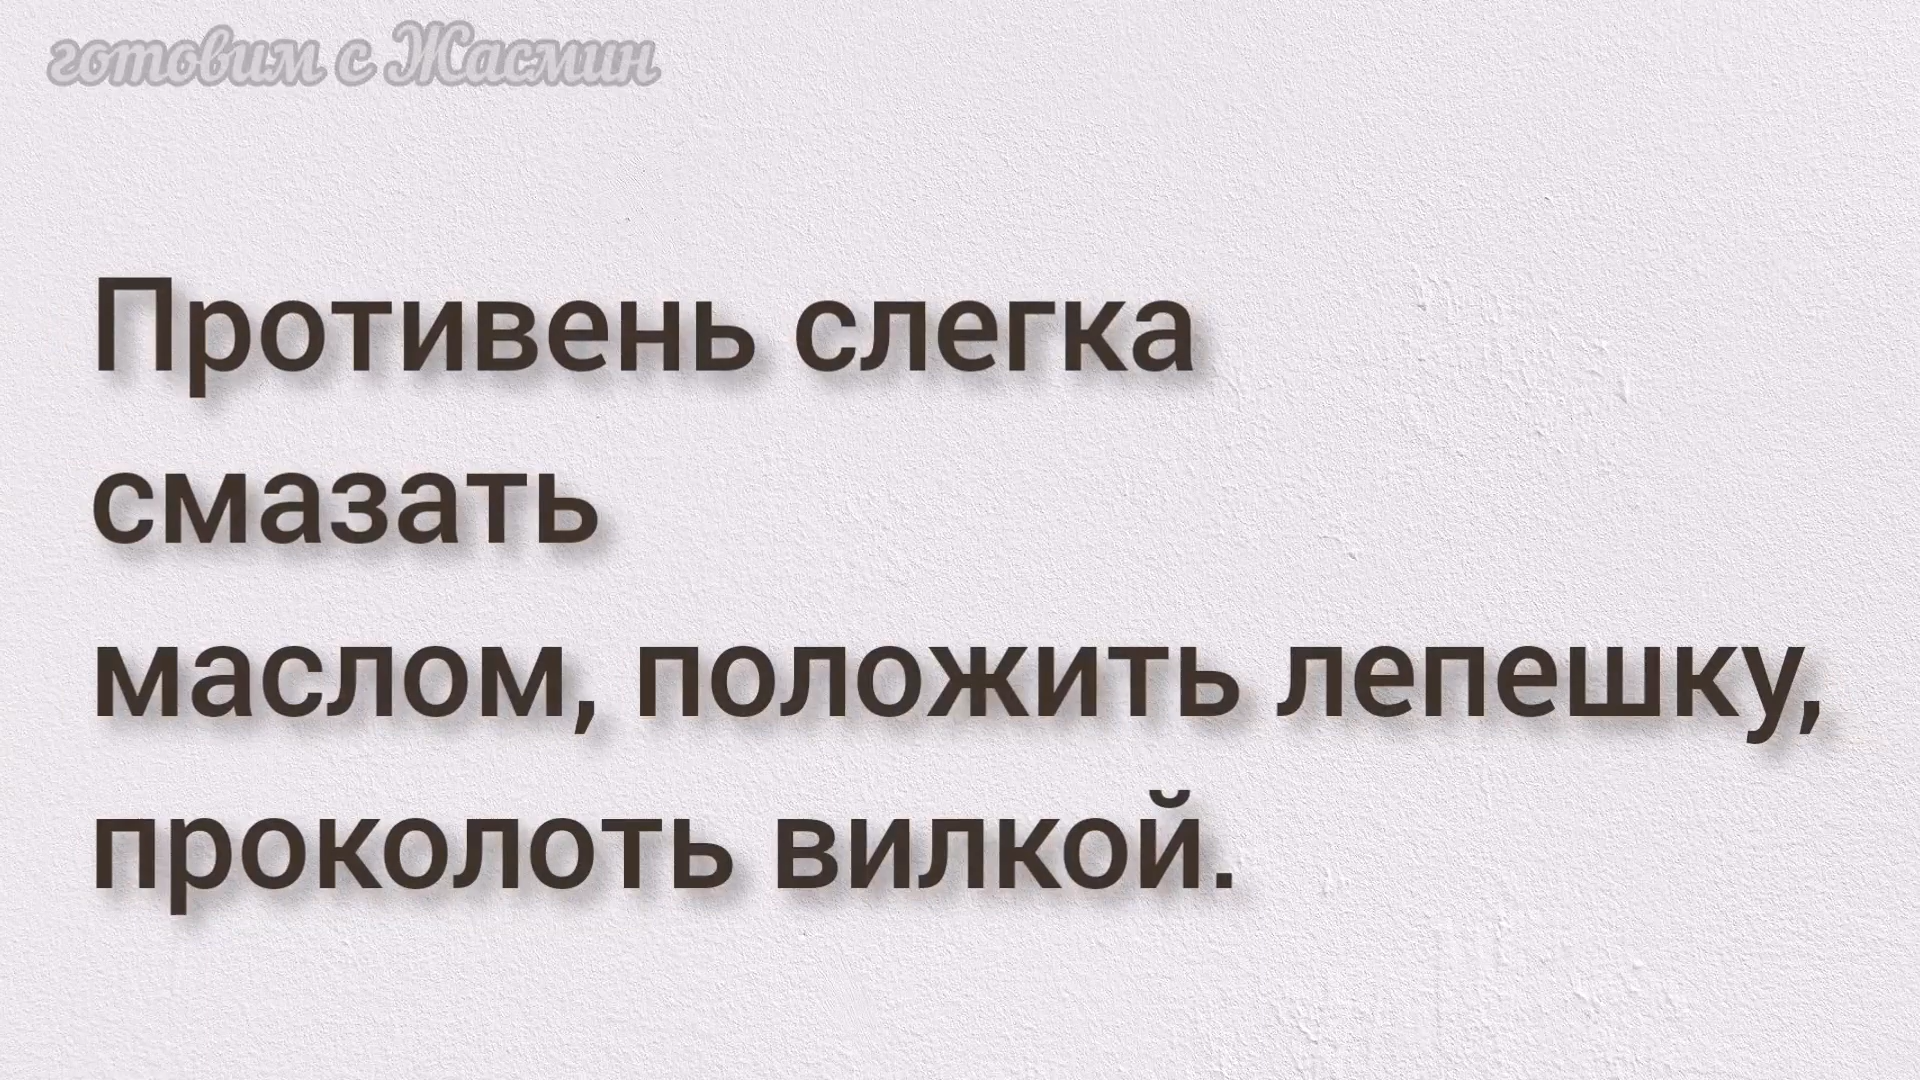 готовим с Жасмин
Противень слегка
смазать
маслом, положить лепешку,
проколоть вилкой.